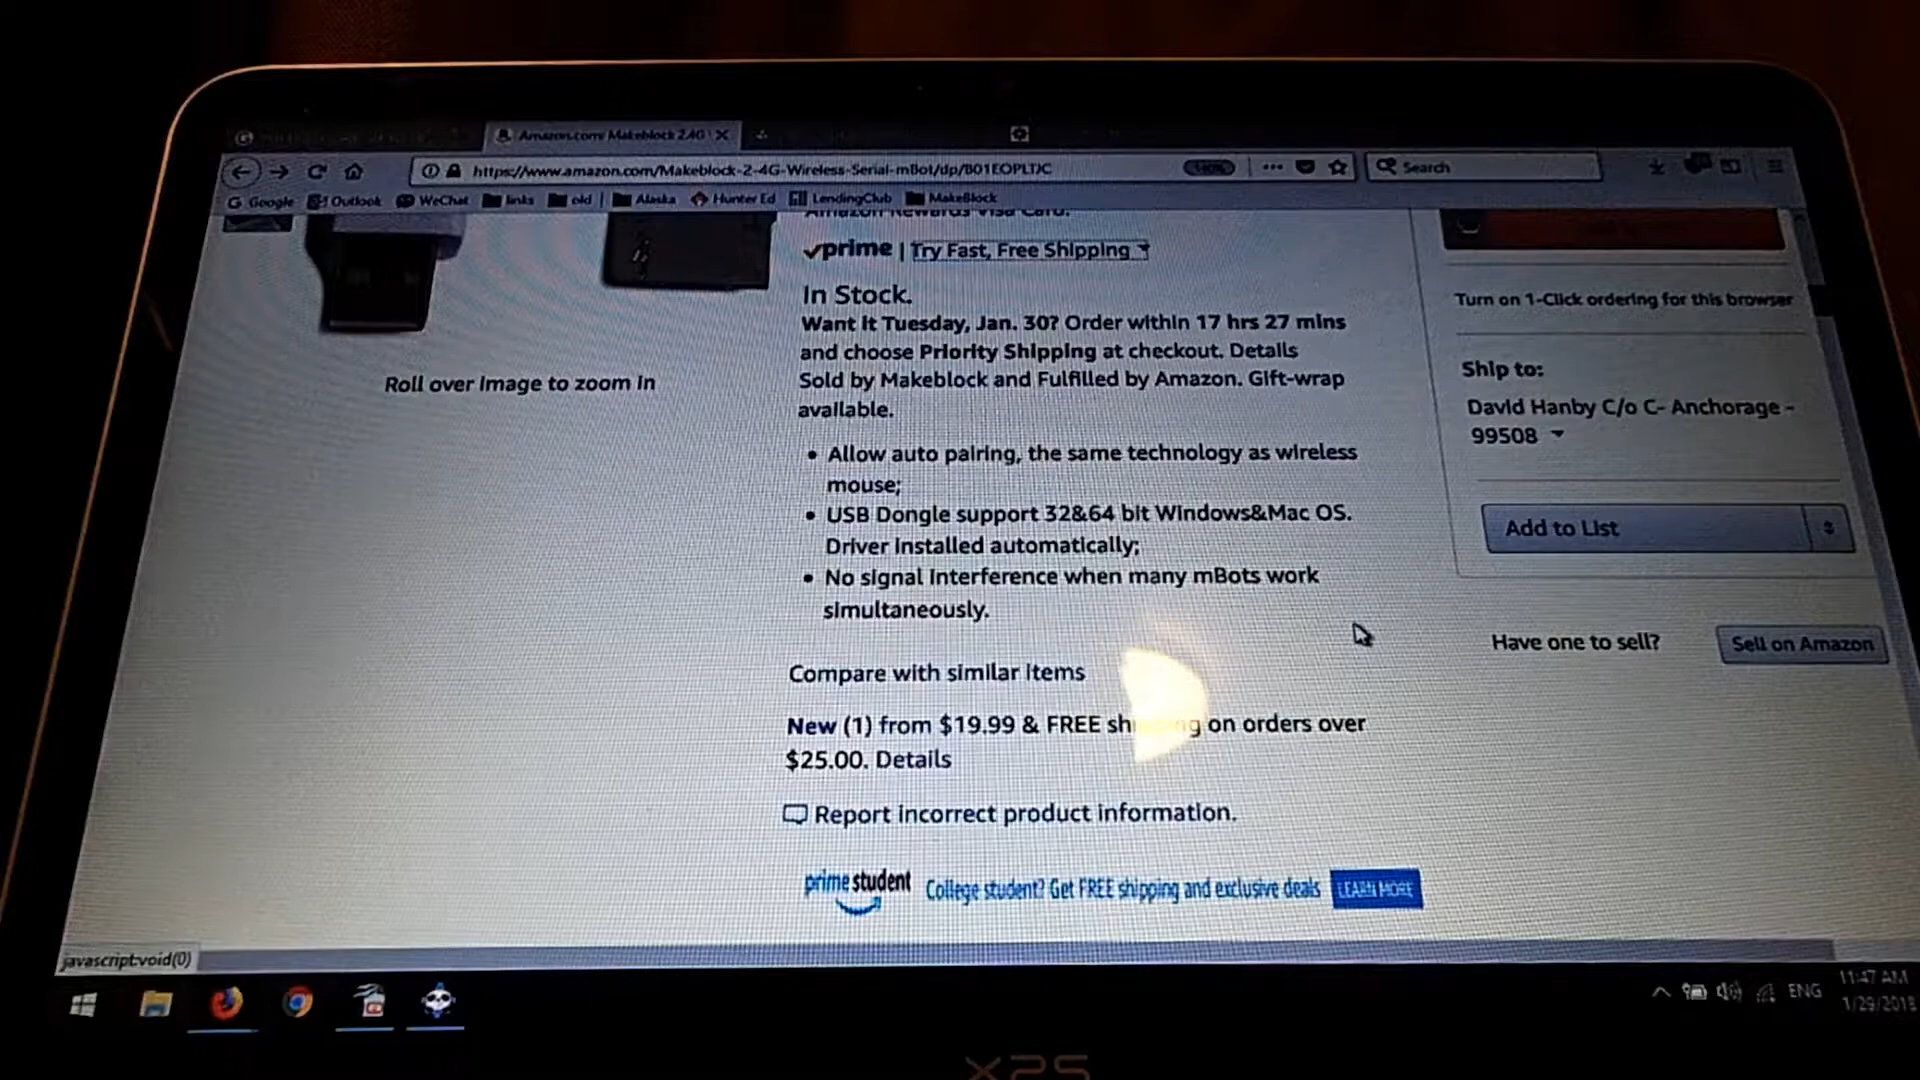 Amazon.com: Makeblock 2.4G
https://www.amazon.com/Makeblock-2-4G-Wireless-Serial-mBot/dp/B01EOPLTJC
Search
Google Outlook WeChat links old Alaska Hunter Ed LendingClub MakeBlock
Amazon Rewards Visa Card.
prime | Try Fast, Free Shipping
In Stock.
Want it Tuesday, Jan. 30? Order within 17 hrs 27 mins
and choose Priority Shipping at checkout. Details
Sold by Makeblock and Fulfilled by Amazon. Gift-wrap
available.
Roll over image to zoom in
• Allow auto pairing, the same technology as wireless
mouse;
• USB Dongle support 32&64 bit Windows&Mac OS.
Driver installed automatically;
• No signal interference when many mBots work
simultaneously.
Compare with similar items
New (1) from $19.99 & FREE shipping on orders over
$25.00. Details
Report incorrect product information.
prime student College student? Get FREE shipping and exclusive deals LEARN MORE
Turn on 1-Click ordering for this browser
Ship to:
David Hanby C/o C- Anchorage -
99508
Add to List
Have one to sell? Sell on Amazon
javascript:void(0)
ENG
11:47 AM
1/29/2018